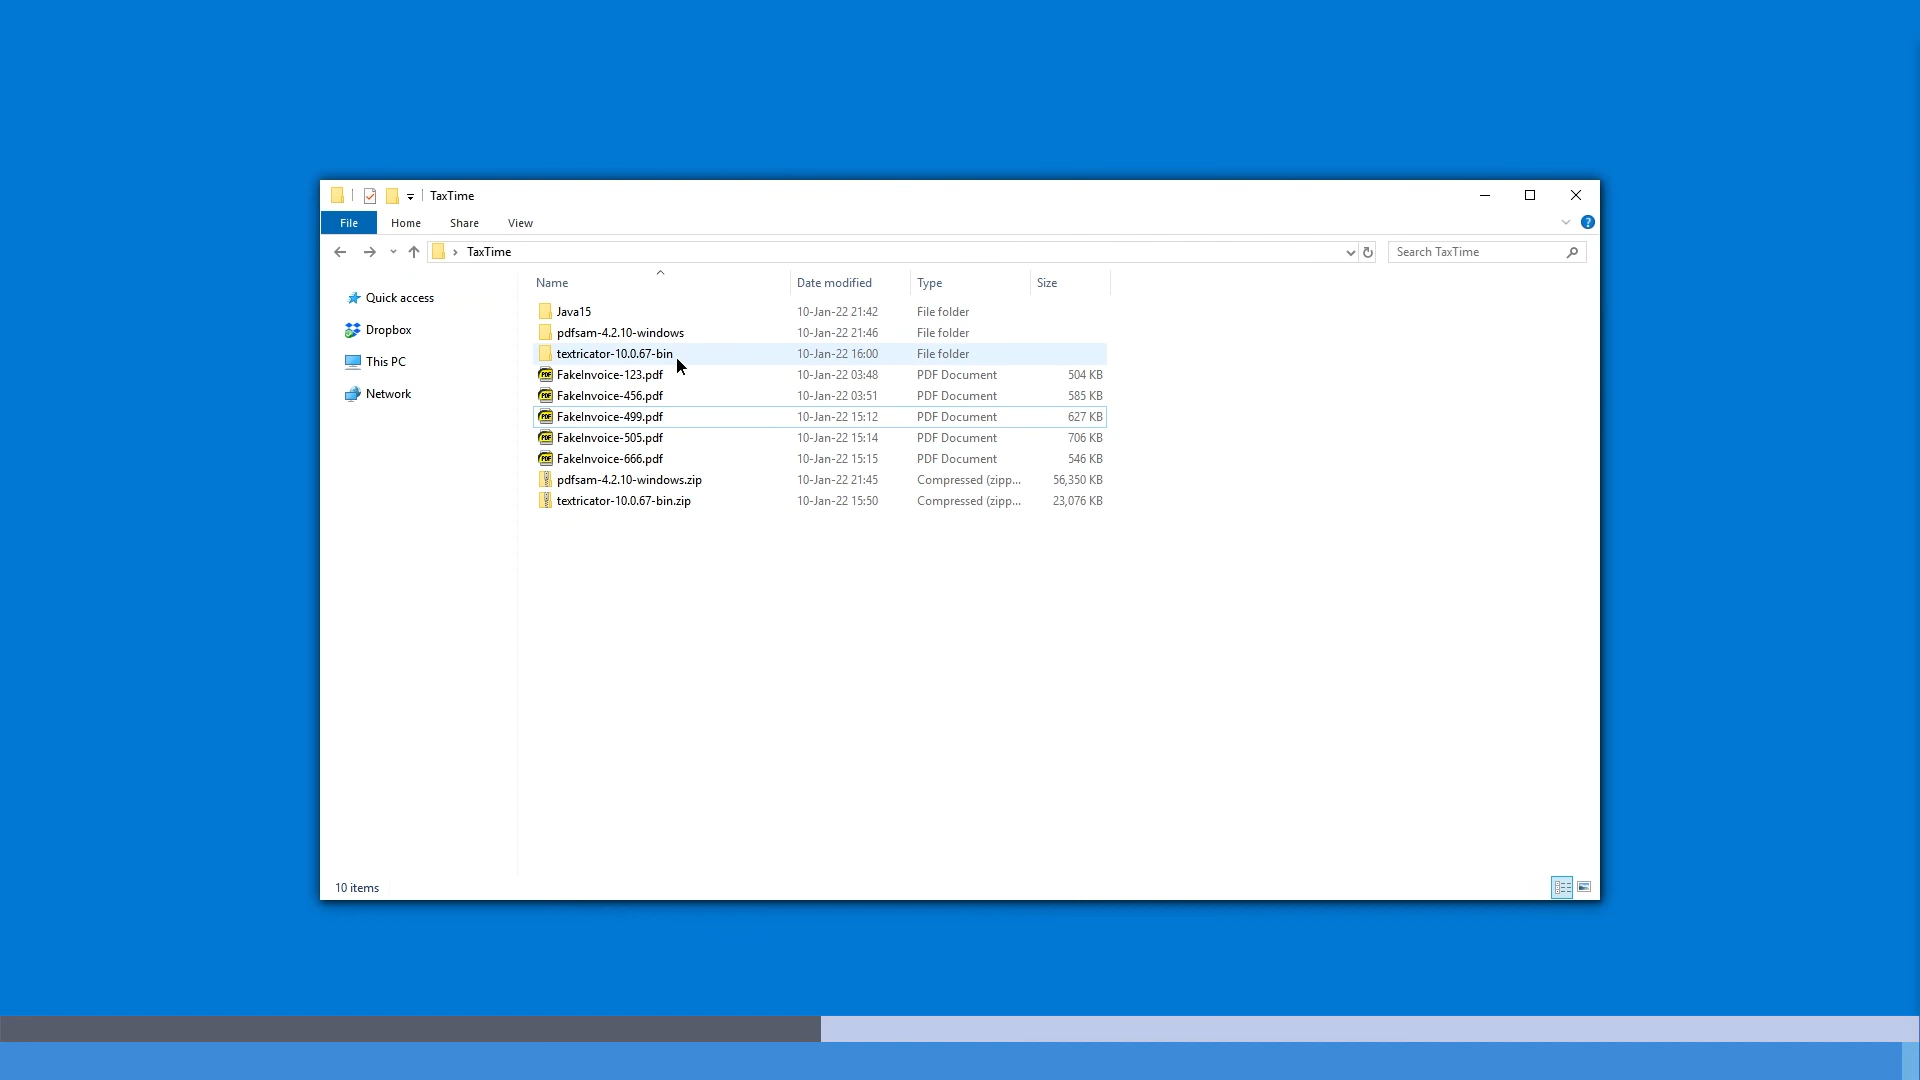 TaxTime
File Home Share View
TaxTime
Search TaxTime
Quick access
Dropbox
This PC
Network
Name Date modified Type Size
Java15 10-Jan-22 21:42 File folder
pdfsam-4.2.10-windows 10-Jan-22 21:46 File folder
textricator-10.0.67-bin 10-Jan-22 16:00 File folder
PDF FakeInvoice-123.pdf 10-Jan-22 03:48 PDF Document 504 KB
PDF FakeInvoice-456.pdf 10-Jan-22 03:51 PDF Document 585 KB
PDF FakeInvoice-499.pdf 10-Jan-22 15:12 PDF Document 627 KB
PDF FakeInvoice-505.pdf 10-Jan-22 15:14 PDF Document 706 KB
PDF FakeInvoice-666.pdf 10-Jan-22 15:15 PDF Document 546 KB
pdfsam-4.2.10-windows.zip 10-Jan-22 21:45 Compressed (zipp... 56,350 KB
textricator-10.0.67-bin.zip 10-Jan-22 15:50 Compressed (zipp... 23,076 KB
10 items